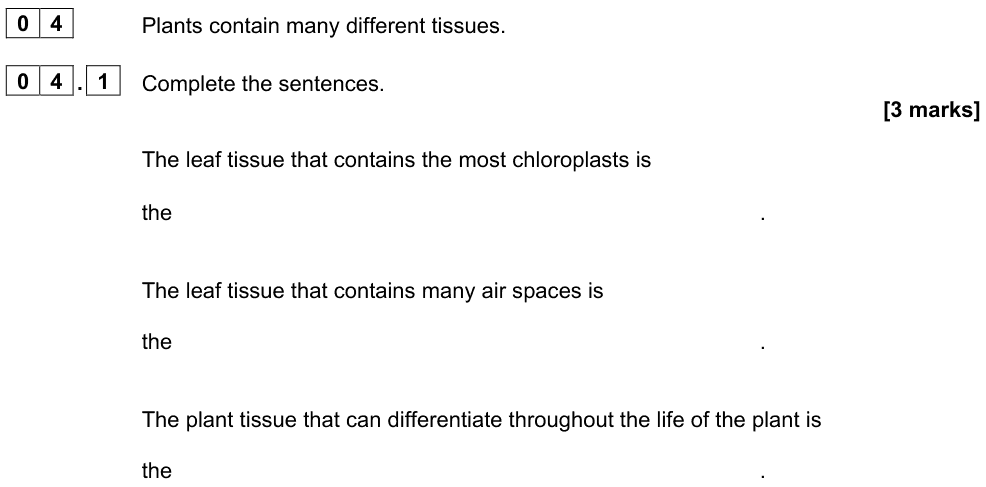 0 4 Plants contain many different tissues.
0 4 . 1 Complete the sentences.
[3 marks]
The leaf tissue that contains the most chloroplasts is
the .
The leaf tissue that contains many air spaces is
the .
The plant tissue that can differentiate throughout the life of the plant is
the .